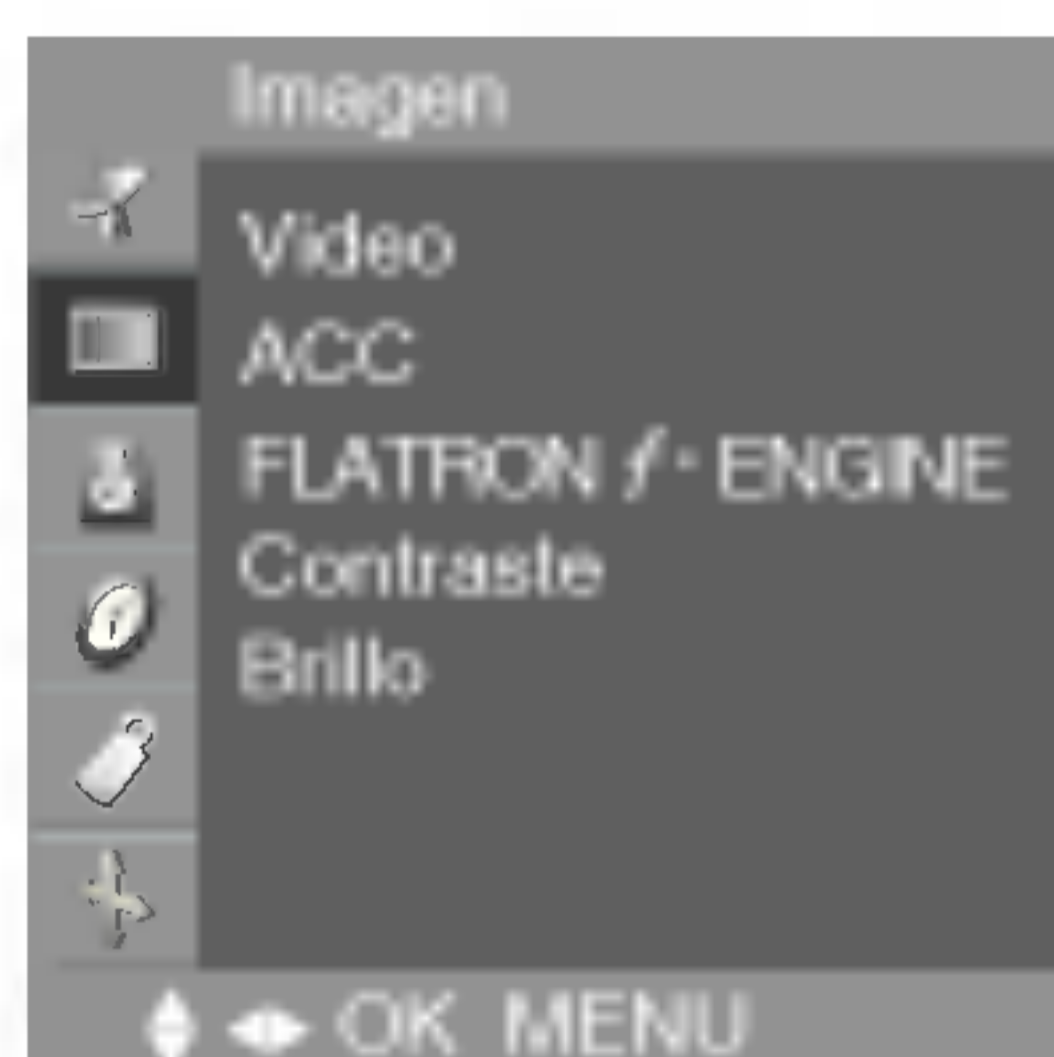 Imagen
Video
ACC
FLATRON f · ENGINE
Contraste
Brillo
OK MENU